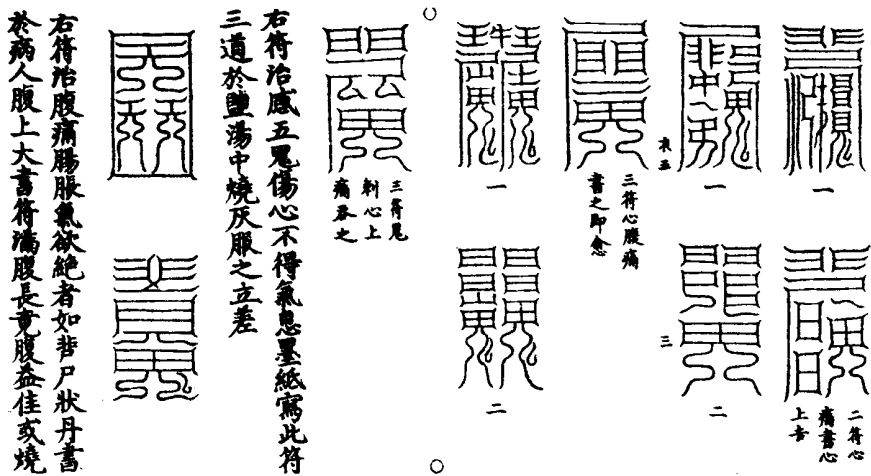 一
二符心
痛書心
上吉
一
二
三
三符心腹痛
書之即愈
一
二
三符鬼
刺心上
痛吞之
右符治感五鬼傷心不得氣息墨紙寫此符
三道於鹽湯中燒灰服之立差
右符治腹痛腸脹氣欲絕者如尸狀丹書
於病人腹上大書符滿腹長竟腹益佳或燒